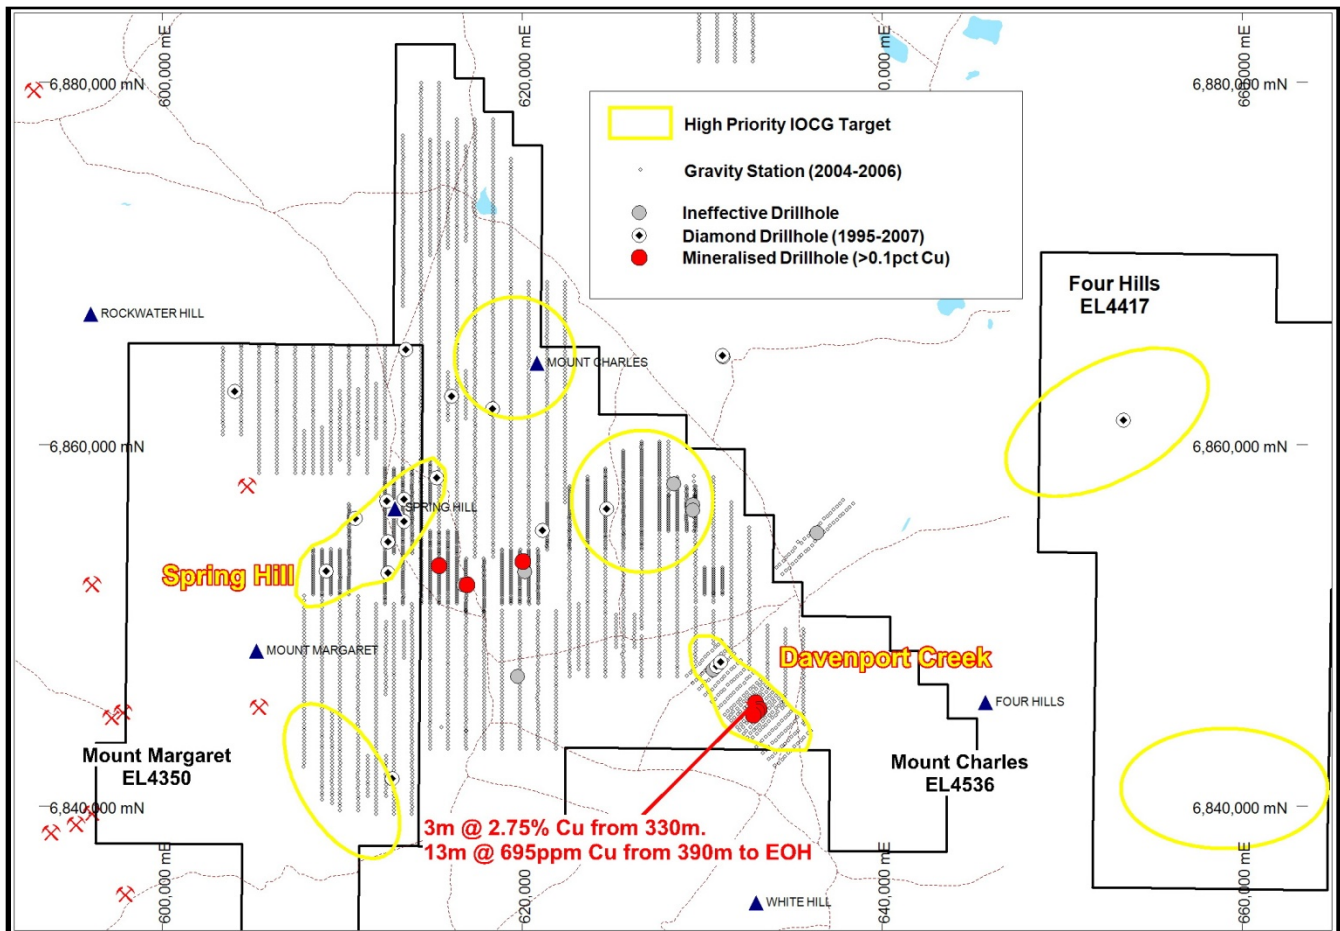 600,000 mE
620,000 mE
0,000 mE
660,000 mE
6,880,000 mN
6,880,000 mN
High Priority IOCG Target
Gravity Station (2004-2006)
Ineffective Drillhole
Diamond Drillhole (1995-2007)
Mineralised Drillhole (>0.1pct Cu)
Four Hills
EL4417
ROCKWATER HILL
MOUNT CHARLES
6,860,000 mN
6,860,000 mN
SPRING HILL
Spring Hill
MOUNT MARGARET
Davenport Creek
FOUR HILLS
Mount Margaret
EL4350
Mount Charles
EL4536
6,840,000 mN
6,840,000 mN
3m @ 2.75% Cu from 330m.
13m @ 695ppm Cu from 390m to EOH
600,000 mE
620,000 mE
640,000 mE
660,000 mE
WHITE HILL